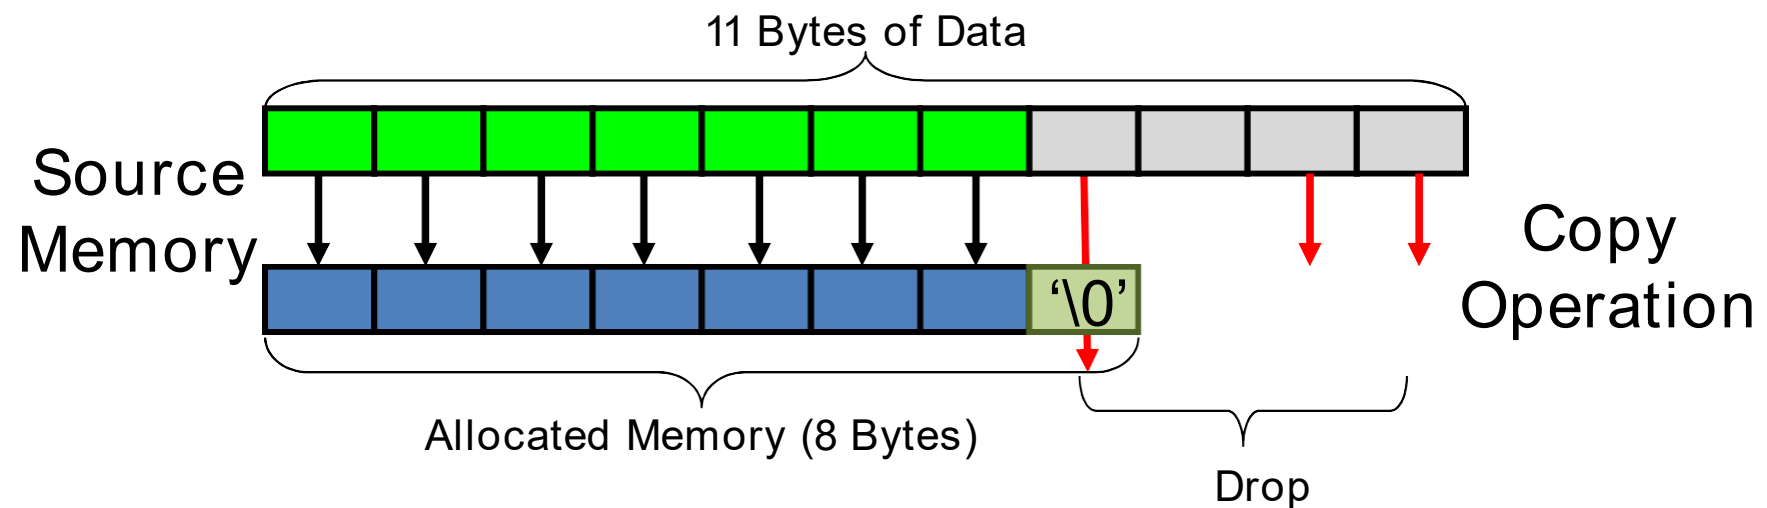 11 Bytes of Data
Source
Memory
Copy
Operation
‘\0’
Allocated Memory (8 Bytes)
Drop